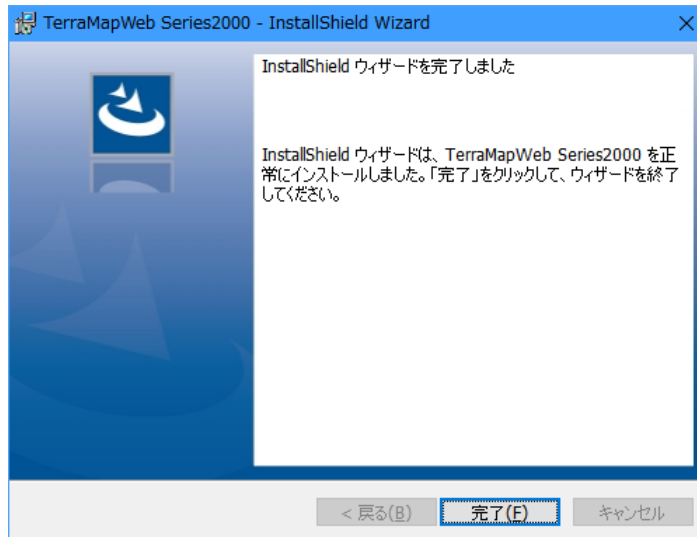 TerraMapWeb Series2000 - InstallShield Wizard
InstallShield ウィザードを完了しました
InstallShield ウィザードは、TerraMapWeb Series2000 を正
常にインストールしました。「完了」をクリックして、ウィザードを終了
してください。
< 戻る(B)
完了(F)
キャンセル